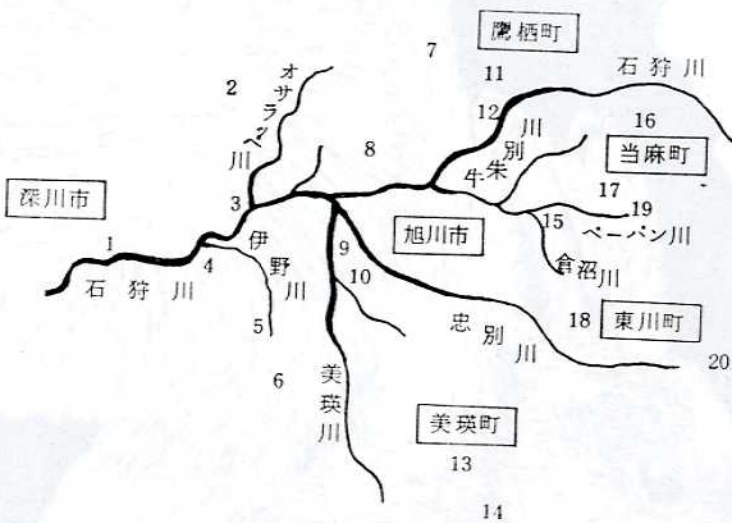 鷹栖町
7
11
石狩川
2
オサラッペ川
12
16
8
牛朱別川
当麻町
深川市
17
3
19
15
1
伊野川
9
旭川市
ペーパン川
4
10
倉沼川
石狩川
5
忠別川
18
東川町
6
美瑛川
20
美瑛町
13
14